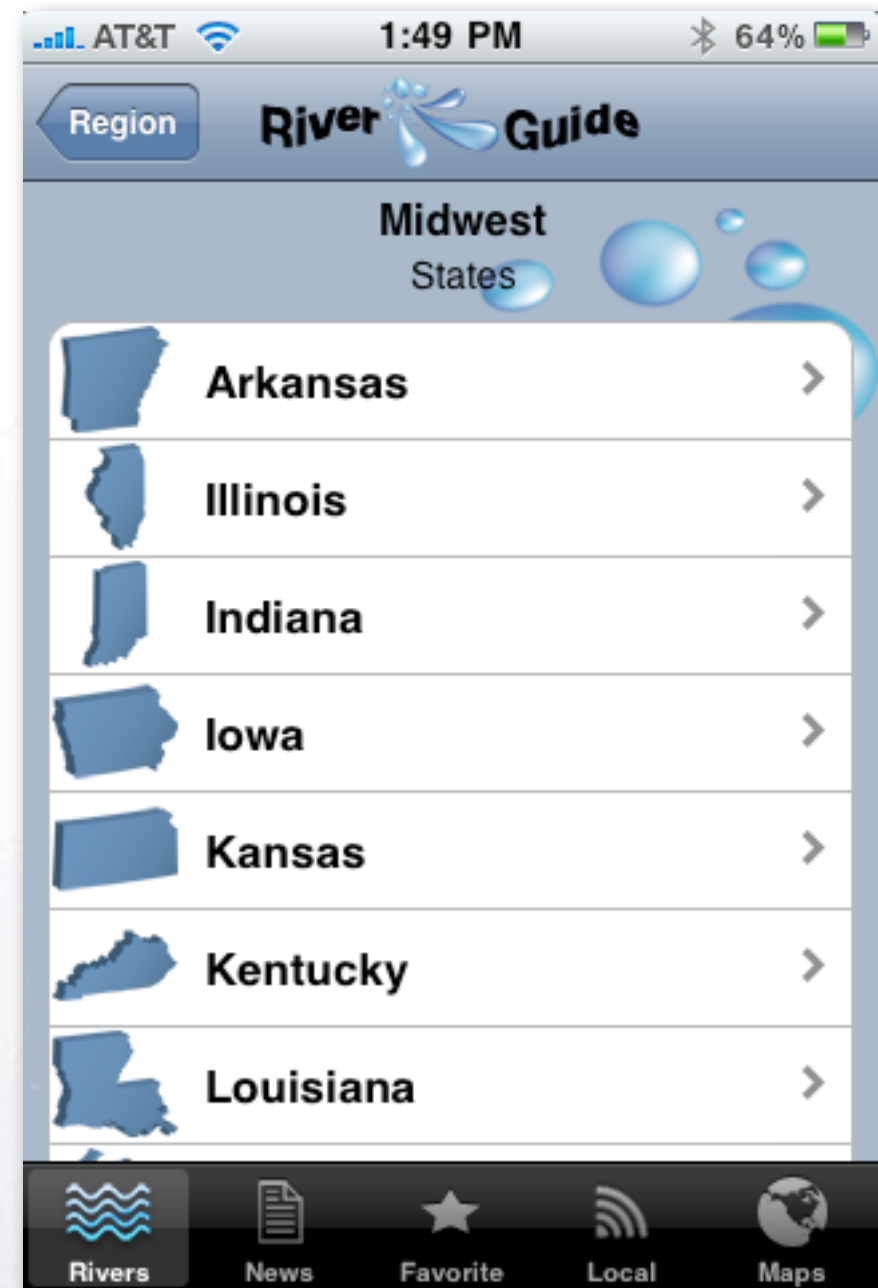 AT&T 1:49 PM 64%
Region River Guide
Midwest
States
Arkansas
Illinois
Indiana
Iowa
Kansas
Kentucky
Louisiana
Rivers News Favorite Local Maps